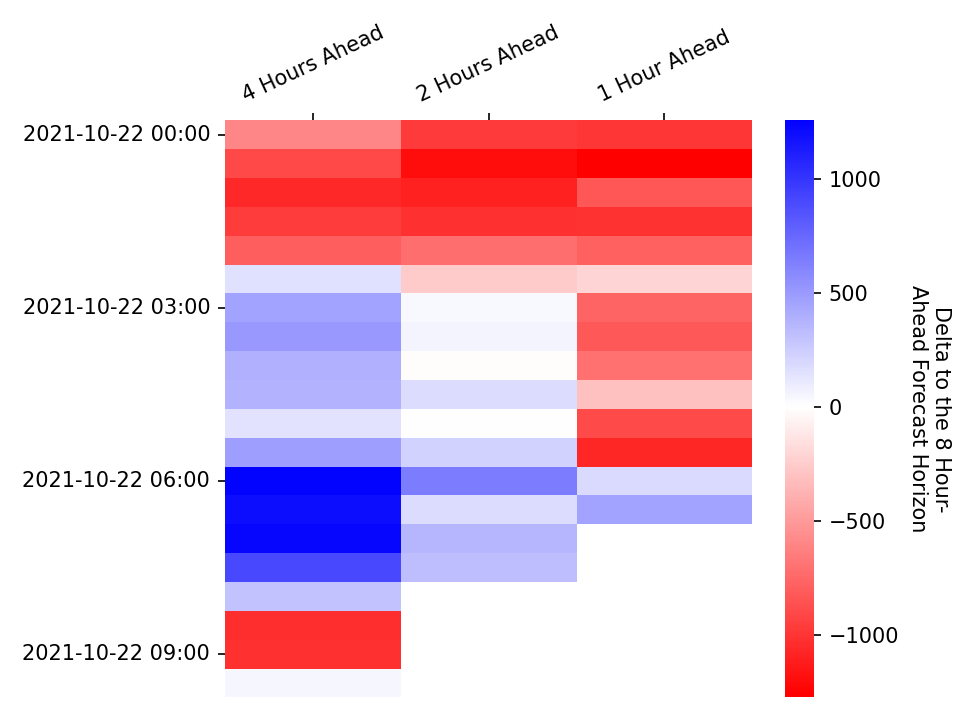 4 Hours Ahead
2 Hours Ahead
1 Hour Ahead
2021-10-22 00:00
2021-10-22 03:00
2021-10-22 06:00
2021-10-22 09:00
1000
500
0
−500
−1000
Delta to the 8 Hour-
Ahead Forecast Horizon